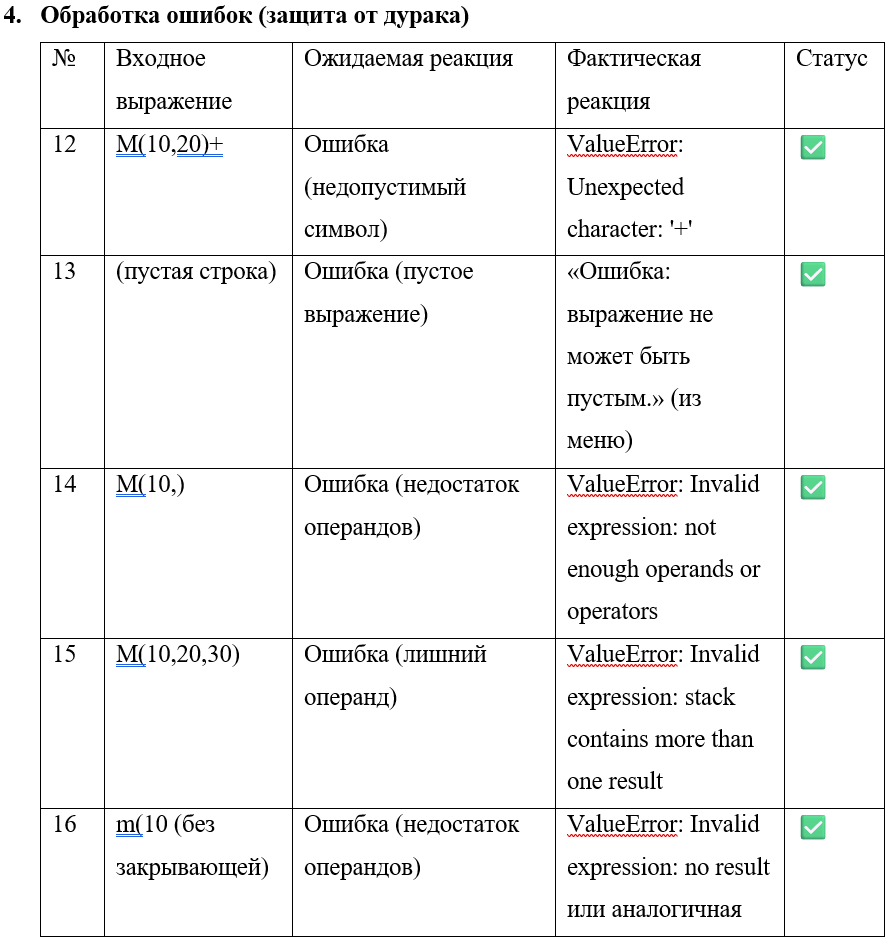 4. Обработка ошибок (защита от дурака)
№ Входное выражение Ожидаемая реакция Фактическая реакция Статус
12 M(10,20)+ Ошибка (недопустимый символ) ValueError: Unexpected character: '+' ✅
13 (пустая строка) Ошибка (пустое выражение) «Ошибка: выражение не может быть пустым.» (из меню) ✅
14 M(10,) Ошибка (недостаток операндов) ValueError: Invalid expression: not enough operands or operators ✅
15 M(10,20,30) Ошибка (лишний операнд) ValueError: Invalid expression: stack contains more than one result ✅
16 m(10 (без закрывающей) Ошибка (недостаток операндов) ValueError: Invalid expression: no result или аналогичная ✅